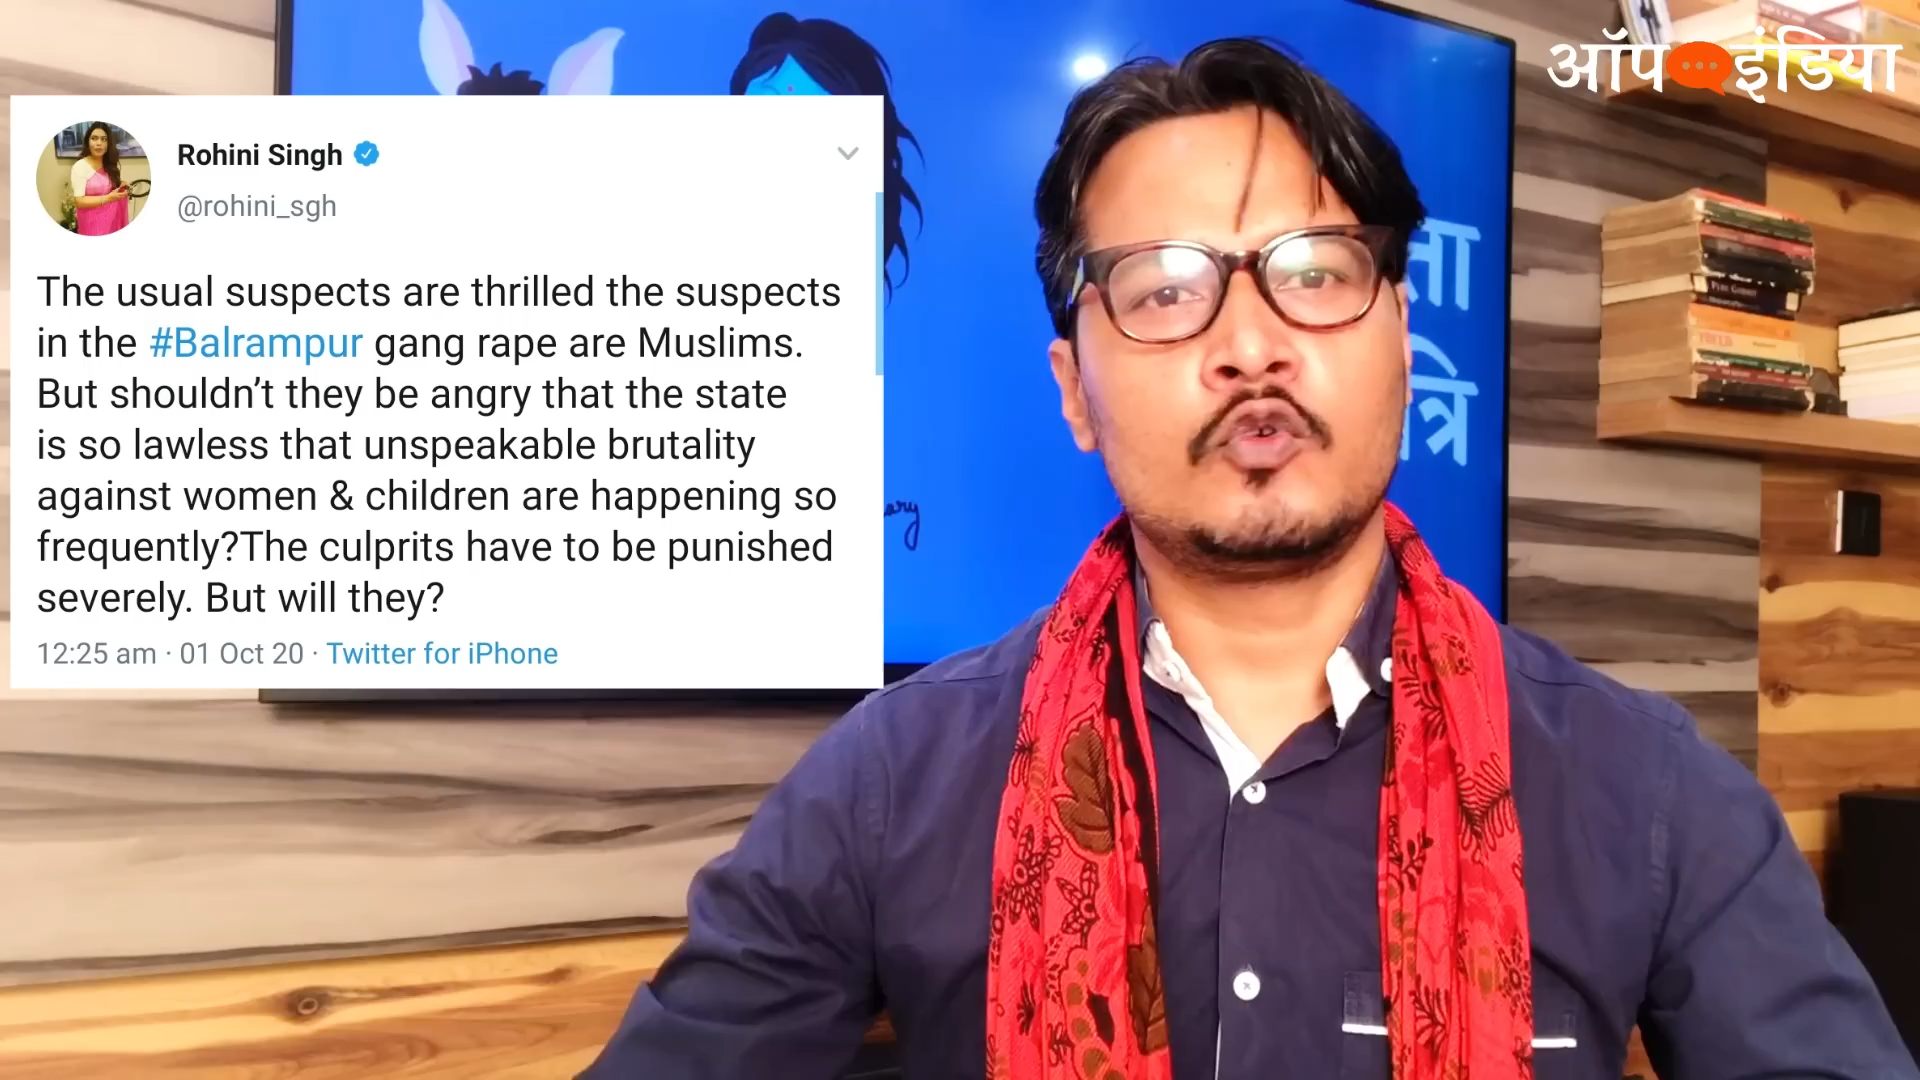 ऑपइंडिया
Rohini Singh
@rohini_sgh
The usual suspects are thrilled the suspects
in the #Balrampur gang rape are Muslims.
But shouldn’t they be angry that the state
is so lawless that unspeakable brutality
against women & children are happening so
frequently?The culprits have to be punished
severely. But will they?
12:25 am · 01 Oct 20 · Twitter for iPhone
ता
त्रि
ary